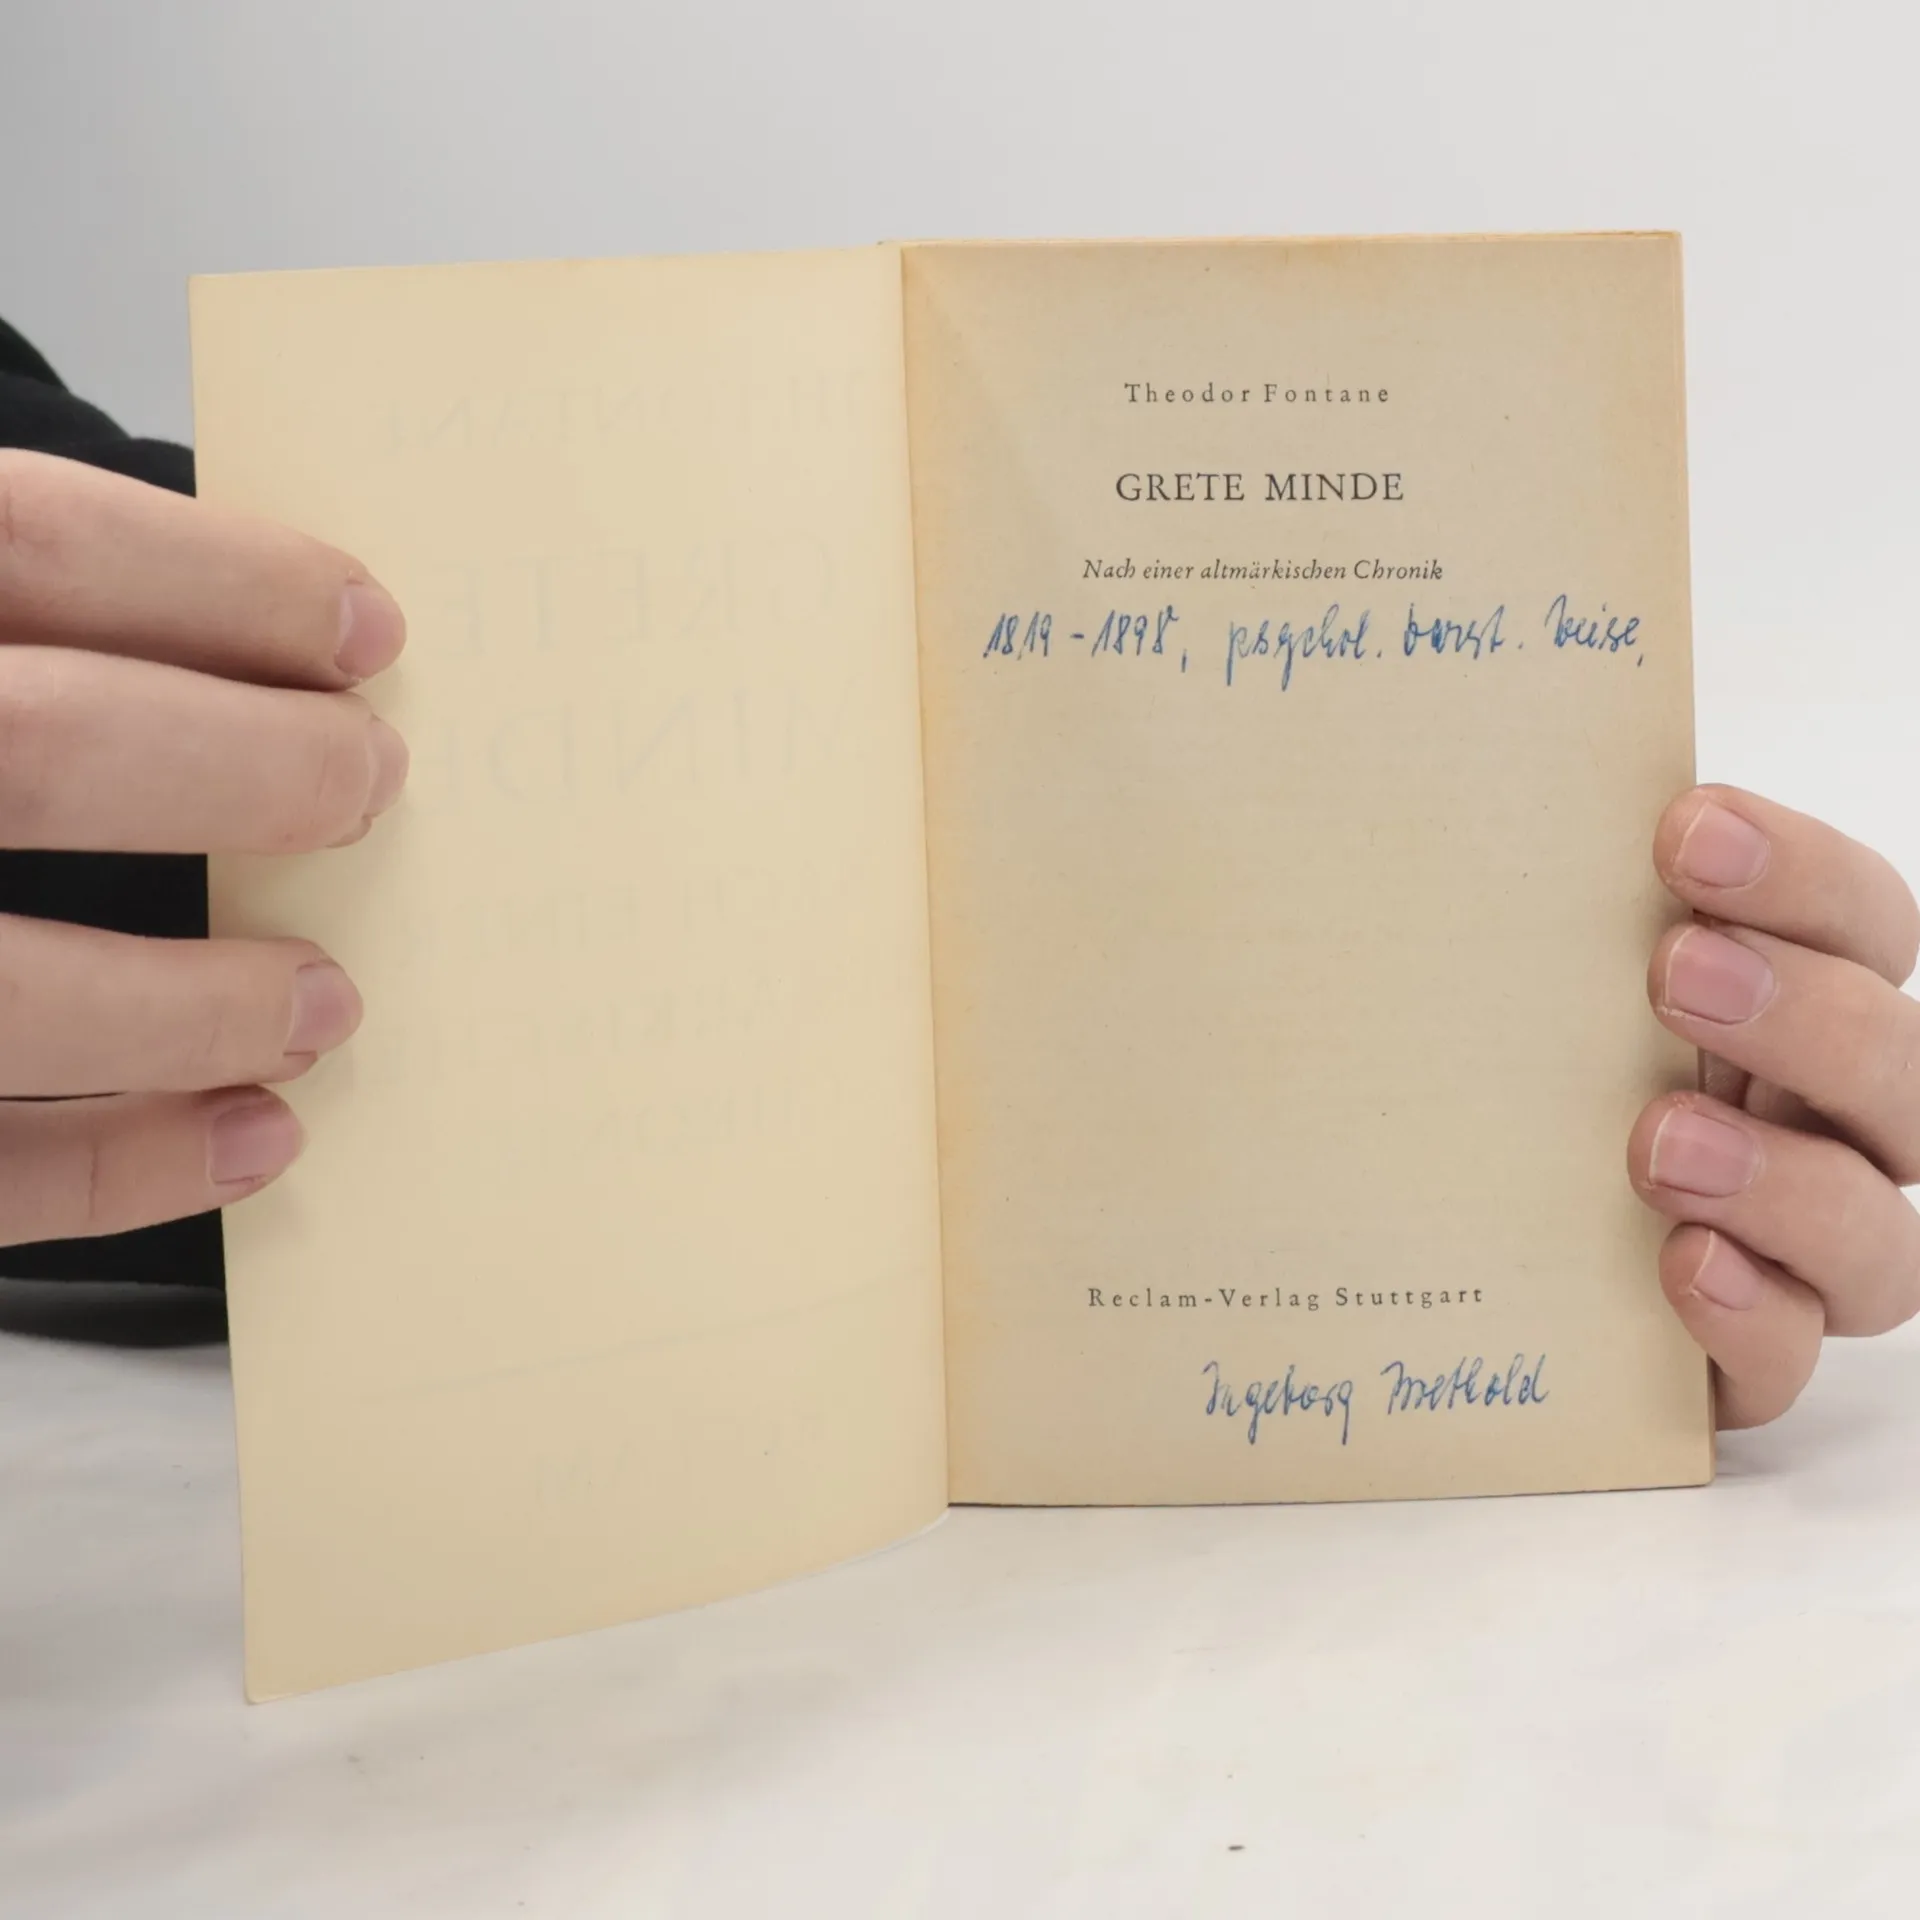 Theodor Fontane
GRETE MINDE
Nach einer altmärkischen Chronik
1819 - 1898, psychol. Darst. Weise,
Reclam-Verlag Stuttgart
Ingeborg